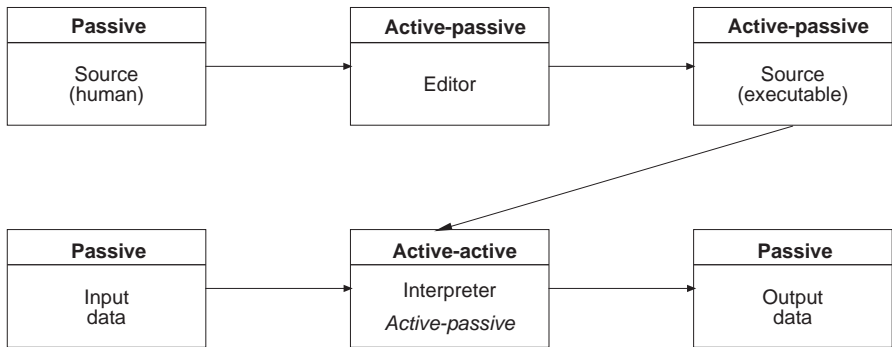 Passive
Source
(human)
Active-passive
Editor
Active-passive
Source
(executable)
Passive
Input
data
Active-active
Interpreter
Active-passive
Passive
Output
data